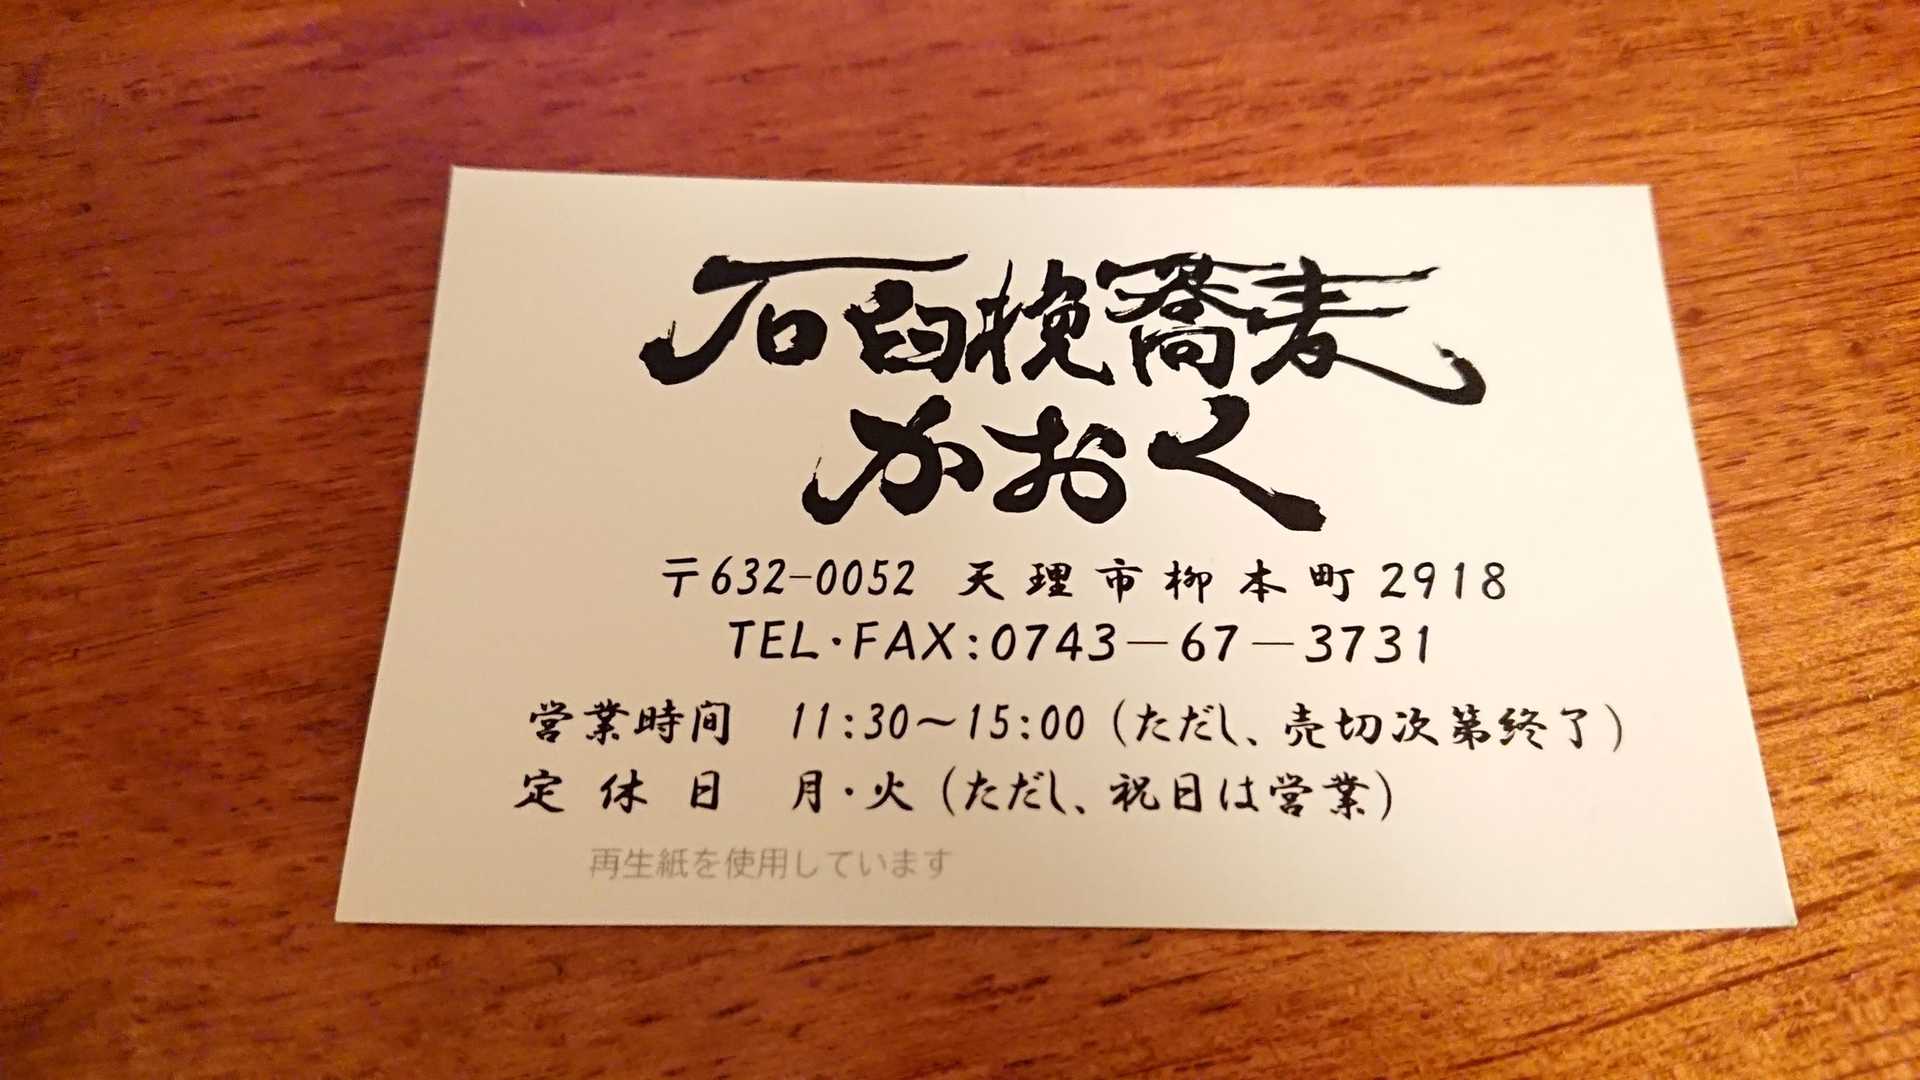 石臼挽蕎麦
かおく
〒632-0052 天理市柳本町2918
TEL・FAX:0743-67-3731
営業時間 11:30～15:00（ただし、売切次第終了）
定休日 月・火（ただし、祝日は営業）
再生紙を使用しています